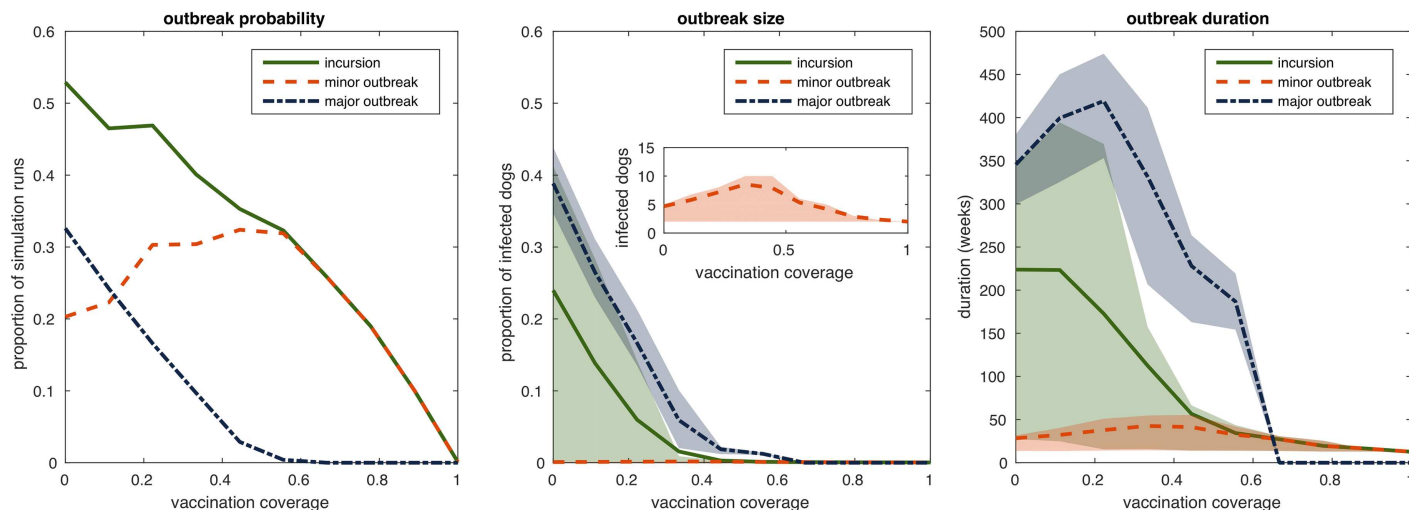 outbreak probability
0.6
0.5
0.4
0.3
0.2
0.1
0
proportion of simulation runs
incursion
minor outbreak
major outbreak
0 0.2 0.4 0.6 0.8 1
vaccination coverage
outbreak size
0.6
0.5
0.4
0.3
0.2
0.1
0
proportion of infected dogs
incursion
minor outbreak
major outbreak
15
10
5
0
infected dogs
0 0.5 1
vaccination coverage
0 0.2 0.4 0.6 0.8 1
vaccination coverage
outbreak duration
500
450
400
350
300
250
200
150
100
50
0
duration (weeks)
incursion
minor outbreak
major outbreak
0 0.2 0.4 0.6 0.8 1
vaccination coverage